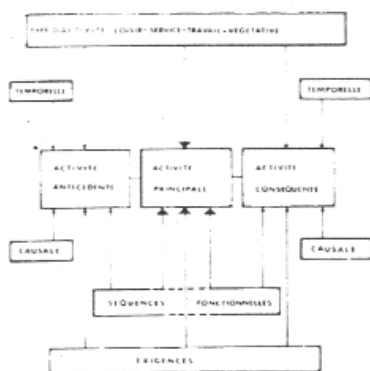 TYPE D'ACTIVITE: LOISIR-SERVICE-TRAVAIL-VEGETATIVE
TEMPORELLE
TEMPORELLE
ACTIVITE
ANTECEDENTE
ACTIVITE
PRINCIPALE
ACTIVITE
CONSEQUENTE
CAUSALE
CAUSALE
SEQUENCES FONCTIONNELLES
EXIGENCES